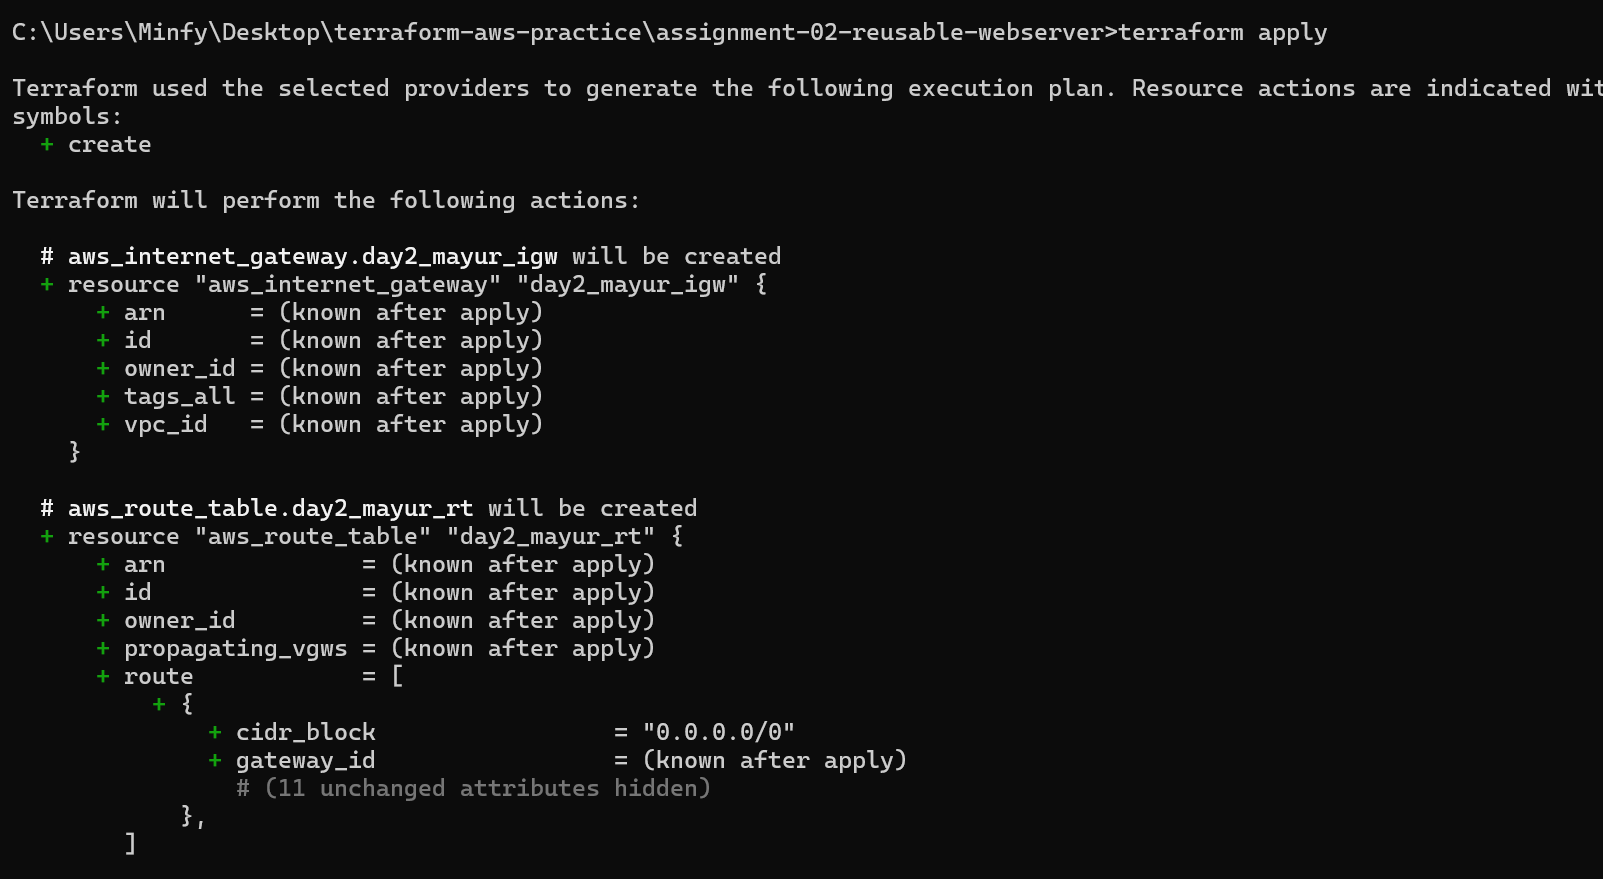 C:\Users\Minfy\Desktop\terraform-aws-practice\assignment-02-reusable-webserver>terraform apply

Terraform used the selected providers to generate the following execution plan. Resource actions are indicated wit
symbols:
  + create

Terraform will perform the following actions:

  # aws_internet_gateway.day2_mayur_igw will be created
  + resource "aws_internet_gateway" "day2_mayur_igw" {
      + arn      = (known after apply)
      + id       = (known after apply)
      + owner_id = (known after apply)
      + tags_all = (known after apply)
      + vpc_id   = (known after apply)
    }

  # aws_route_table.day2_mayur_rt will be created
  + resource "aws_route_table" "day2_mayur_rt" {
      + arn              = (known after apply)
      + id               = (known after apply)
      + owner_id         = (known after apply)
      + propagating_vgws = (known after apply)
      + route            = [
          + {
              + cidr_block                 = "0.0.0.0/0"
              + gateway_id                 = (known after apply)
                # (11 unchanged attributes hidden)
            },
        ]